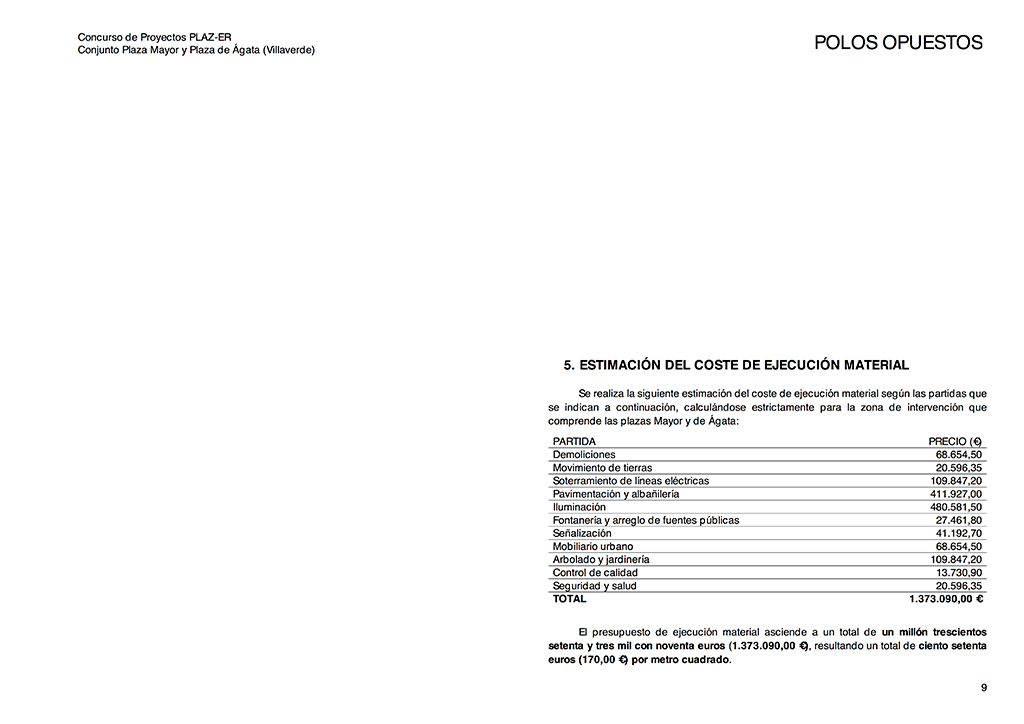 Concurso de Proyectos PLAZ-ER
Conjunto Plaza Mayor y Plaza de Ágata (Villaverde)
POLOS OPUESTOS
5. ESTIMACIÓN DEL COSTE DE EJECUCIÓN MATERIAL
Se realiza la siguiente estimación del coste de ejecución material según las partidas que
se indican a continuación, calculándose estrictamente para la zona de intervención que
comprende las plazas Mayor y de Ágata:
PARTIDA PRECIO (€)
Demoliciones 68.654,50
Movimiento de tierras 20.596,35
Soterramiento de líneas eléctricas 109.847,20
Pavimentación y albañilería 411.927,00
Iluminación 480.581,50
Fontanería y arreglo de fuentes públicas 27.461,80
Señalización 41.192,70
Mobiliario urbano 68.654,50
Arbolado y jardinería 109.847,20
Control de calidad 13.730,90
Seguridad y salud 20.596,35
TOTAL 1.373.090,00 €
El presupuesto de ejecución material asciende a un total de un millón trescientos
setenta y tres mil con noventa euros (1.373.090,00 €), resultando un total de ciento setenta
euros (170,00 €) por metro cuadrado.
9